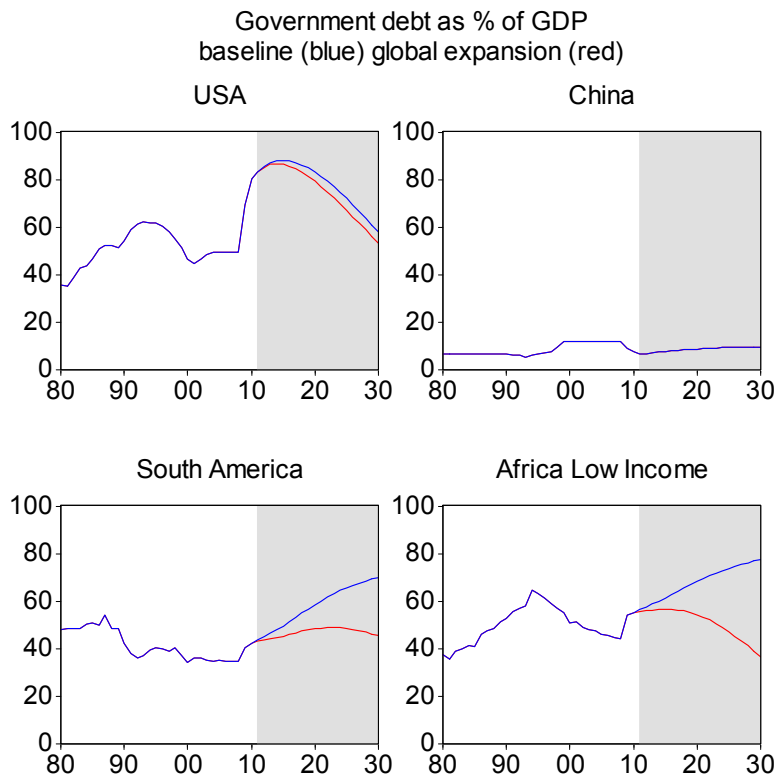 Government debt as % of GDP
baseline (blue) global expansion (red)
USA
100
80
60
40
20
0
80 90 00 10 20 30
China
100
80
60
40
20
0
80 90 00 10 20 30
South America
100
80
60
40
20
0
80 90 00 10 20 30
Africa Low Income
100
80
60
40
20
0
80 90 00 10 20 30